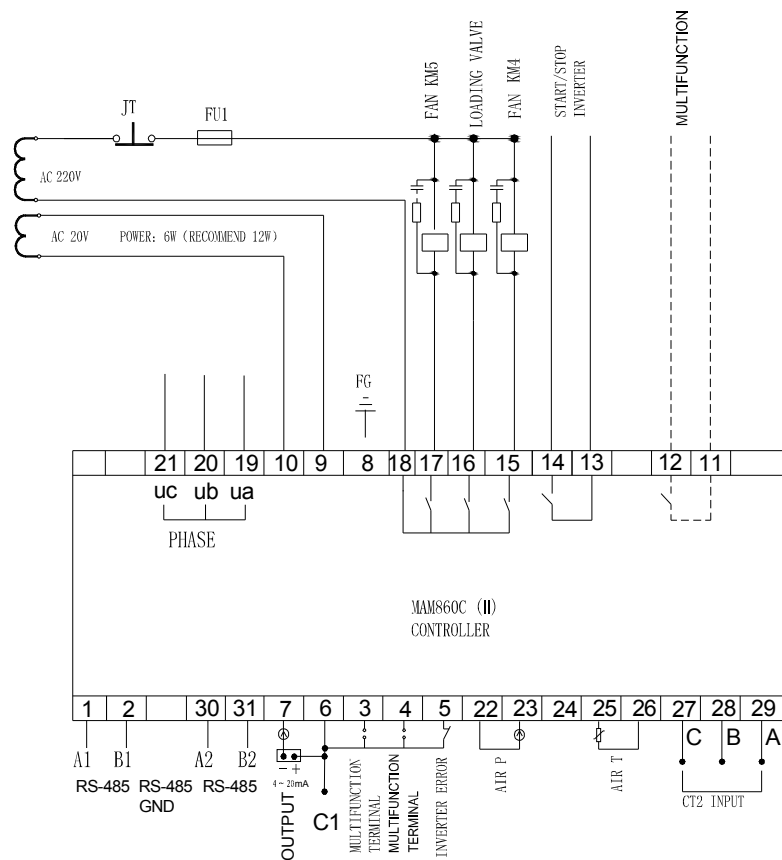 JT
FU1
AC 220V
AC 20V
POWER: 6W (RECOMMEND 12W)
FAN KM5
LOADING VALVE
FAN KM4
START/STOP
INVERTER
MULTIFUNCTION
FG
21 20 19 10 9 8 18 17 16 15 14 13 12 11
uc ub ua
PHASE
MAM860C (II)
CONTROLLER
1 2 30 31 7 6 3 4 5 22 23 24 25 26 27 28 29
C B A
A1 B1 A2 B2
- +
4~20mA
RS-485 RS-485 RS-485
GND
OUTPUT
C1
MULTIFUNCTION
TERMINAL
MULTIFUNCTION
TERMINAL
INVERTER ERROR
AIR P
AIR T
CT2 INPUT